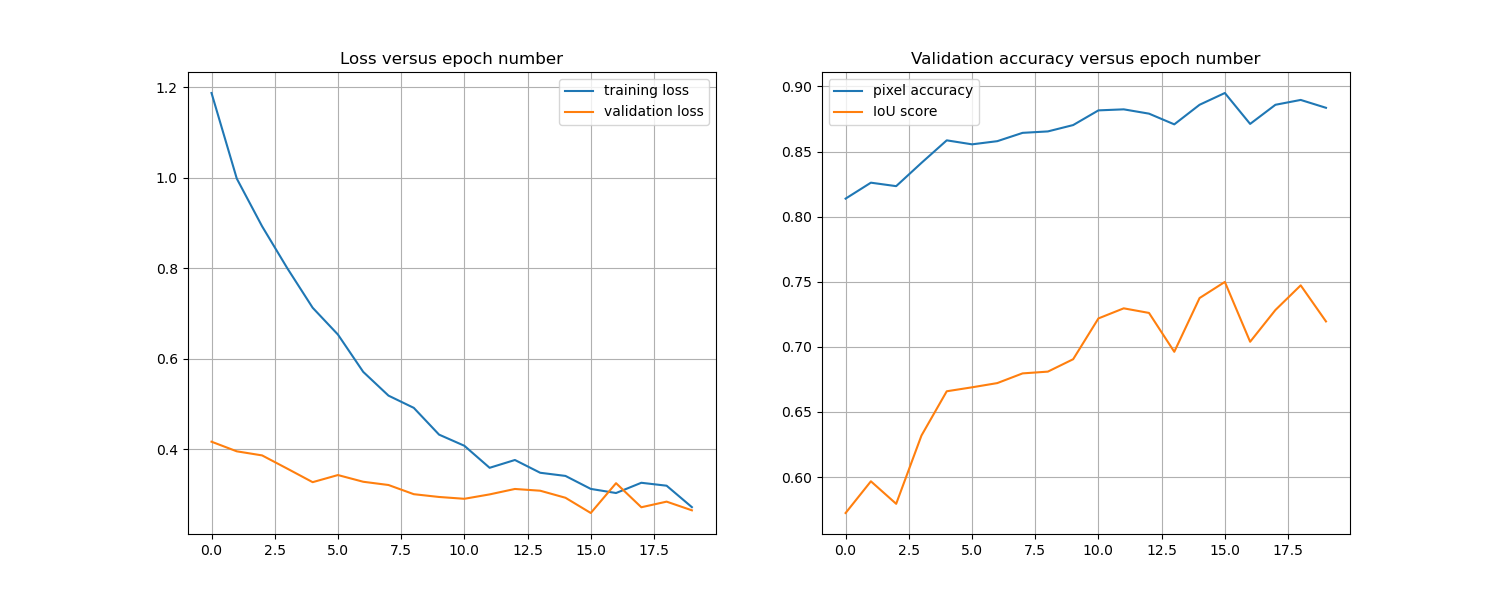 Loss versus epoch number
1.2
1.0
0.8
0.6
0.4
0.0 2.5 5.0 7.5 10.0 12.5 15.0 17.5
training loss
validation loss
Validation accuracy versus epoch number
0.90
0.85
0.80
0.75
0.70
0.65
0.60
0.0 2.5 5.0 7.5 10.0 12.5 15.0 17.5
pixel accuracy
IoU score